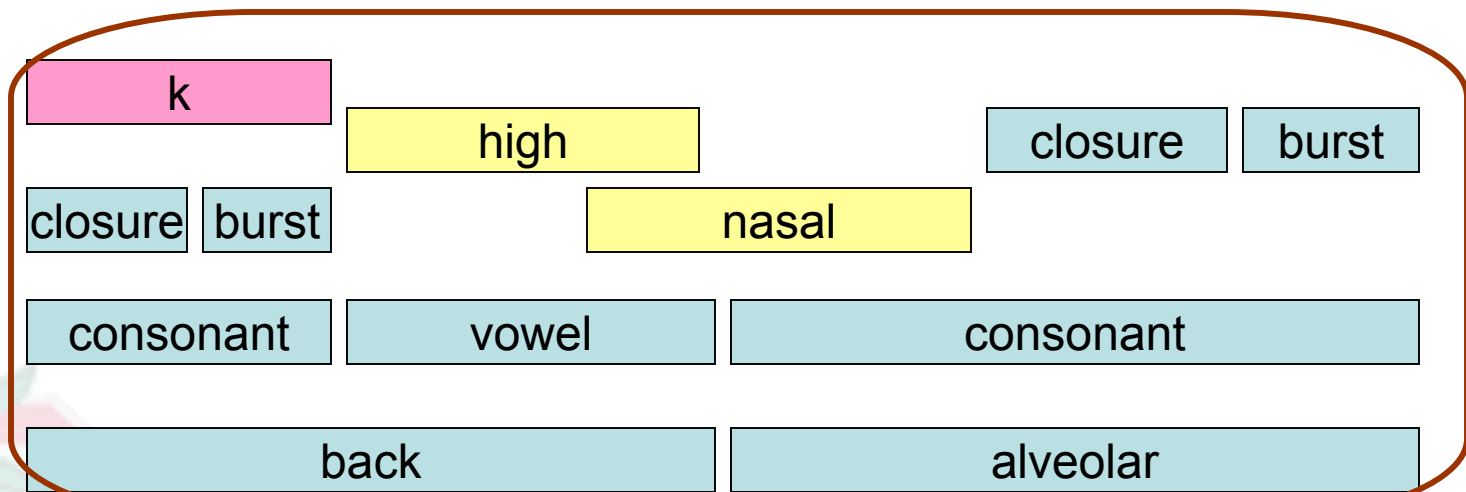 k
high closure burst
closure burst nasal
consonant vowel consonant
back alveolar